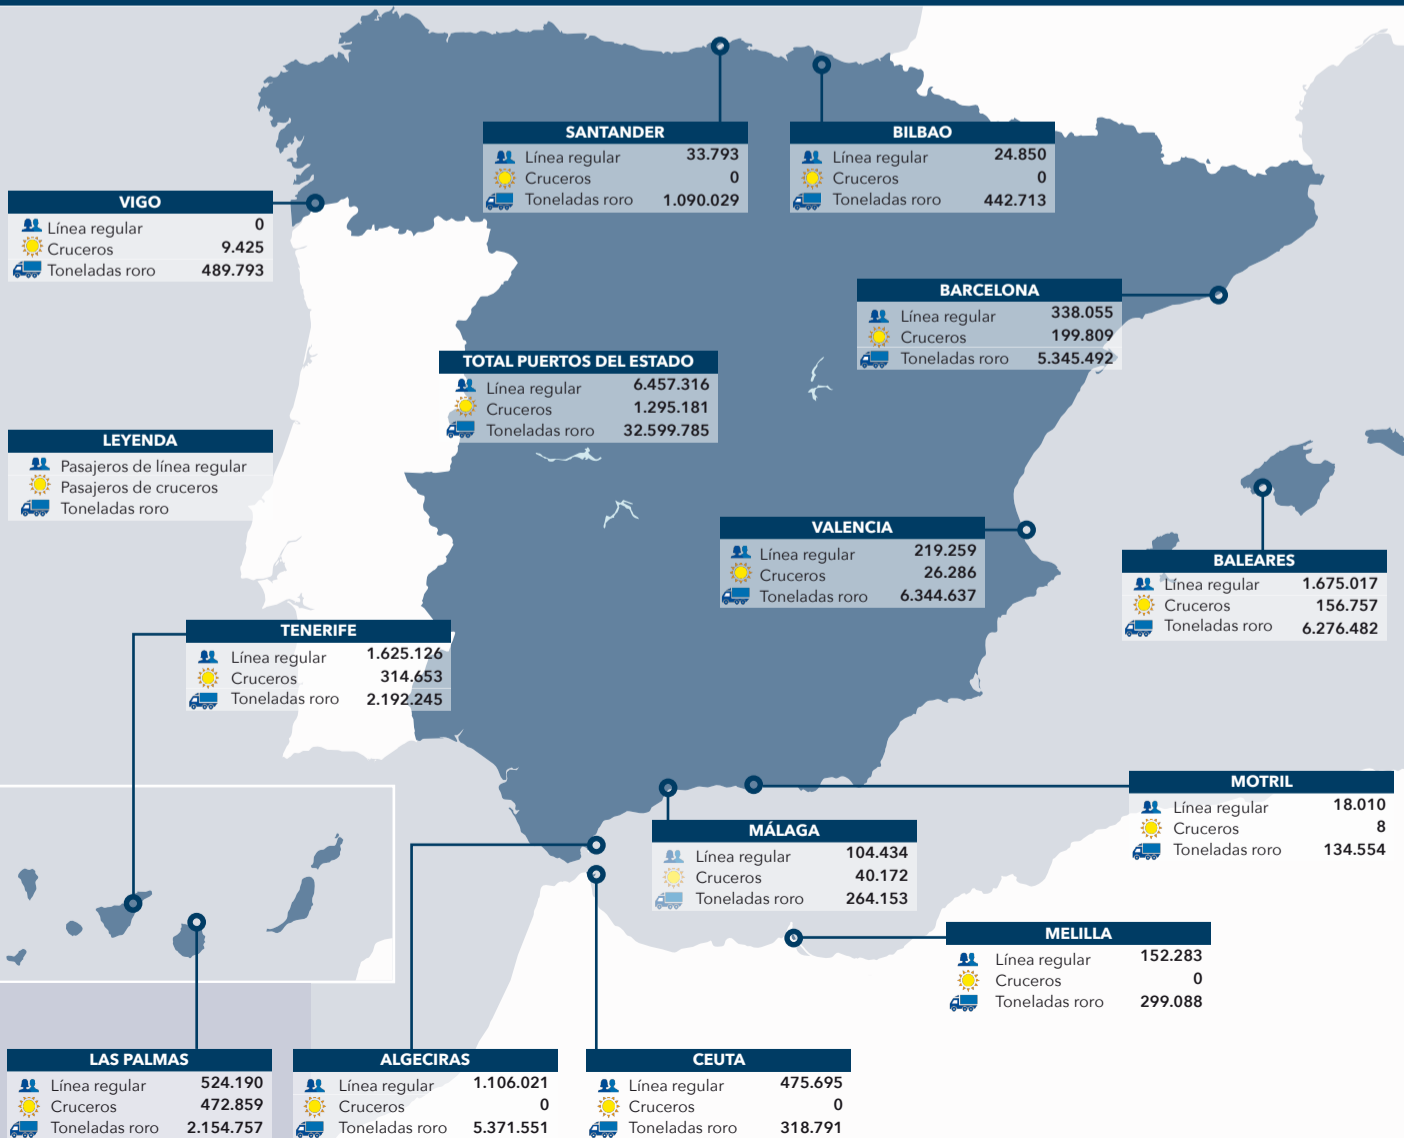 SANTANDER
Línea regular 33.793
Cruceros 0
Toneladas roro 1.090.029
BILBAO
Línea regular 24.850
Cruceros 0
Toneladas roro 442.713
VIGO
Línea regular 0
Cruceros 9.425
Toneladas roro 489.793
BARCELONA
Línea regular 338.055
Cruceros 199.809
Toneladas roro 5.345.492
TOTAL PUERTOS DEL ESTADO
Línea regular 6.457.316
Cruceros 1.295.181
Toneladas roro 32.599.785
LEYENDA
Pasajeros de línea regular
Pasajeros de cruceros
Toneladas roro
VALENCIA
Línea regular 219.259
Cruceros 26.286
Toneladas roro 6.344.637
BALEARES
Línea regular 1.675.017
Cruceros 156.757
Toneladas roro 6.276.482
TENERIFE
Línea regular 1.625.126
Cruceros 314.653
Toneladas roro 2.192.245
MOTRIL
Línea regular 18.010
Cruceros 8
Toneladas roro 134.554
MÁLAGA
Línea regular 104.434
Cruceros 40.172
Toneladas roro 264.153
MELILLA
Línea regular 152.283
Cruceros 0
Toneladas roro 299.088
LAS PALMAS
Línea regular 524.190
Cruceros 472.859
Toneladas roro 2.154.757
ALGECIRAS
Línea regular 1.106.021
Cruceros 0
Toneladas roro 5.371.551
CEUTA
Línea regular 475.695
Cruceros 0
Toneladas roro 318.791